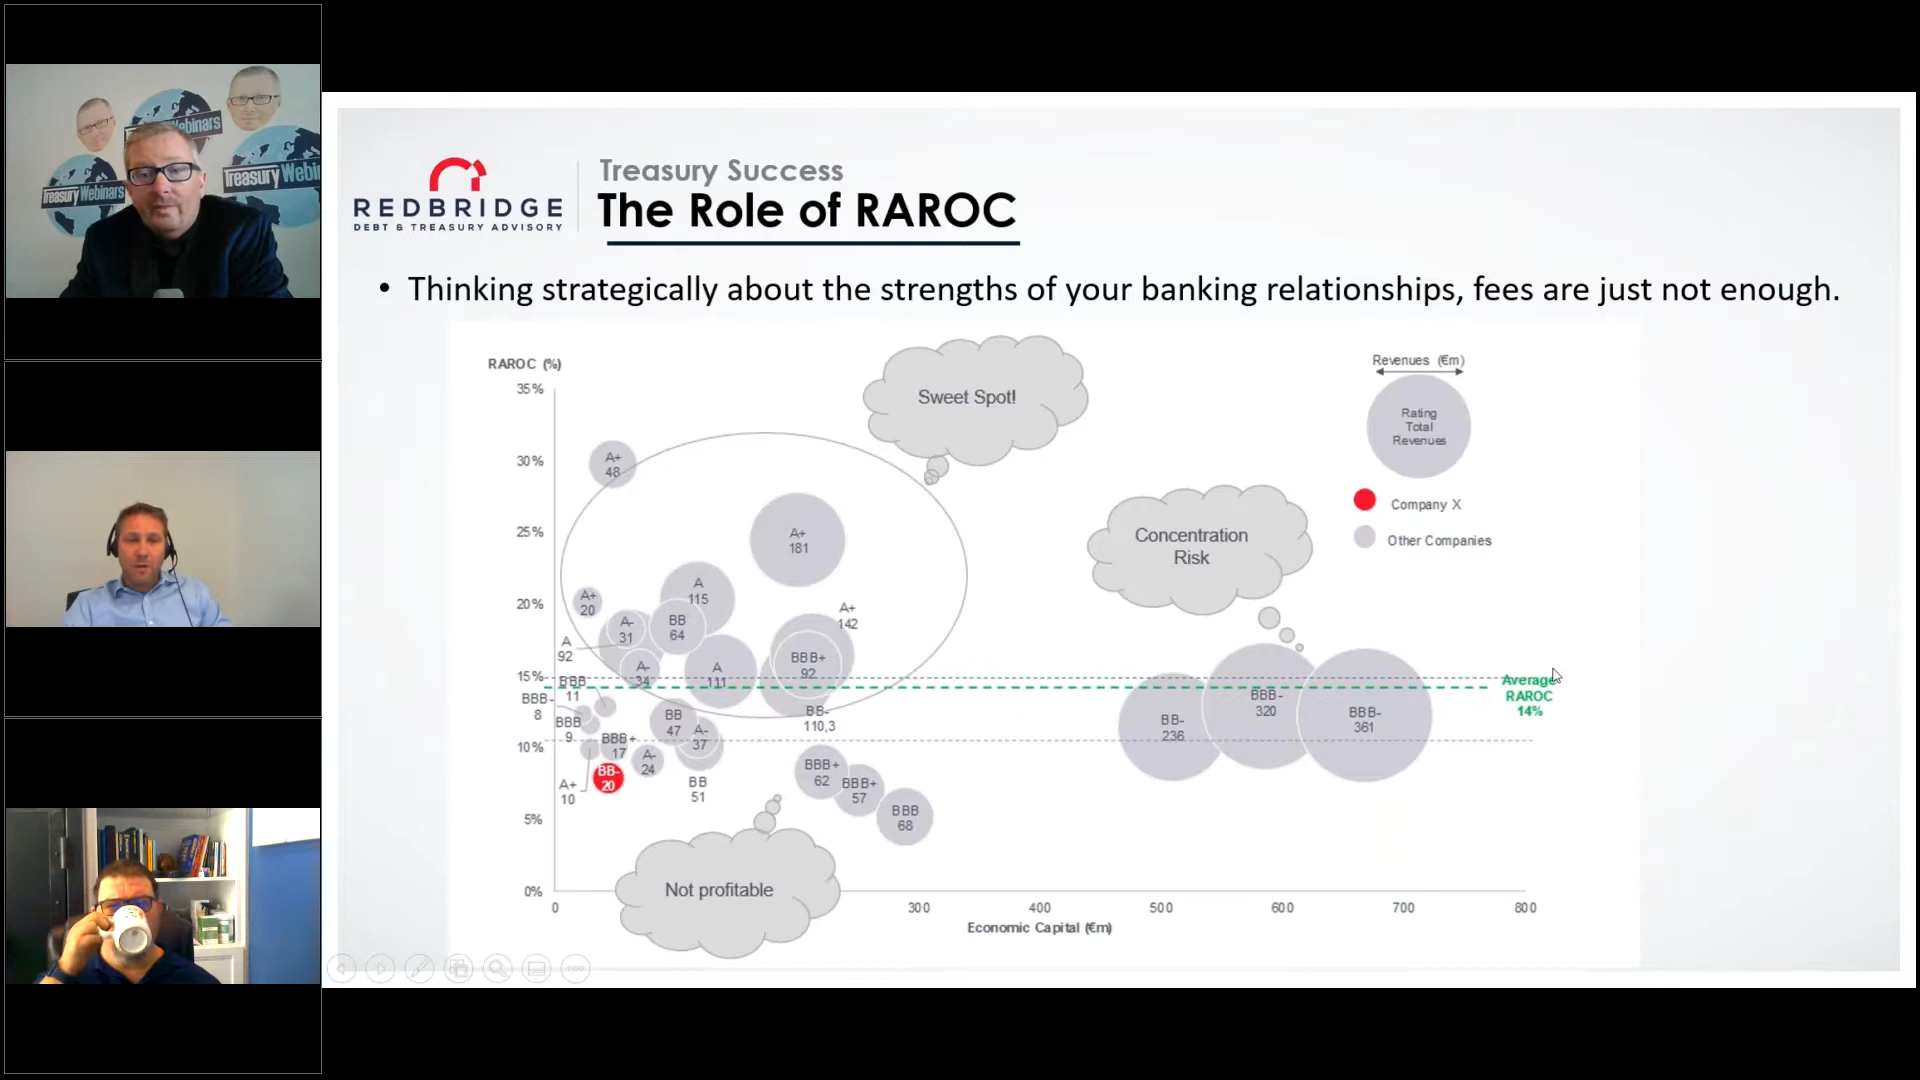 Webinars
Treasury Webinars
Treasury Webin
REDBRIDGE
DEBT & TREASURY ADVISORY
Treasury Success
The Role of RAROC
• Thinking strategically about the strengths of your banking relationships, fees are just not enough.
RAROC (%)
35%
30%
25%
20%
15%
10%
5%
0%
Sweet Spot!
Revenues (€m)
Rating
Total
Revenues
Company X
Other Companies
Concentration
Risk
A+
48
A+
181
A
115
A+
20
A-
31
BB
64
A+
142
A
92
A-
34
A
111
BBB+
92
BBB
11
BBB-
8
BBB
9
BB-
110,3
BB
47
A-
37
BBB+
17
A-
24
BB-
20
A+
10
BB
51
BBB+
62
BBB+
57
BBB
68
BB-
236
BBB-
320
BBB-
361
Average
RAROC
14%
Not profitable
0
300
400
500
600
700
800
Economic Capital (€m)